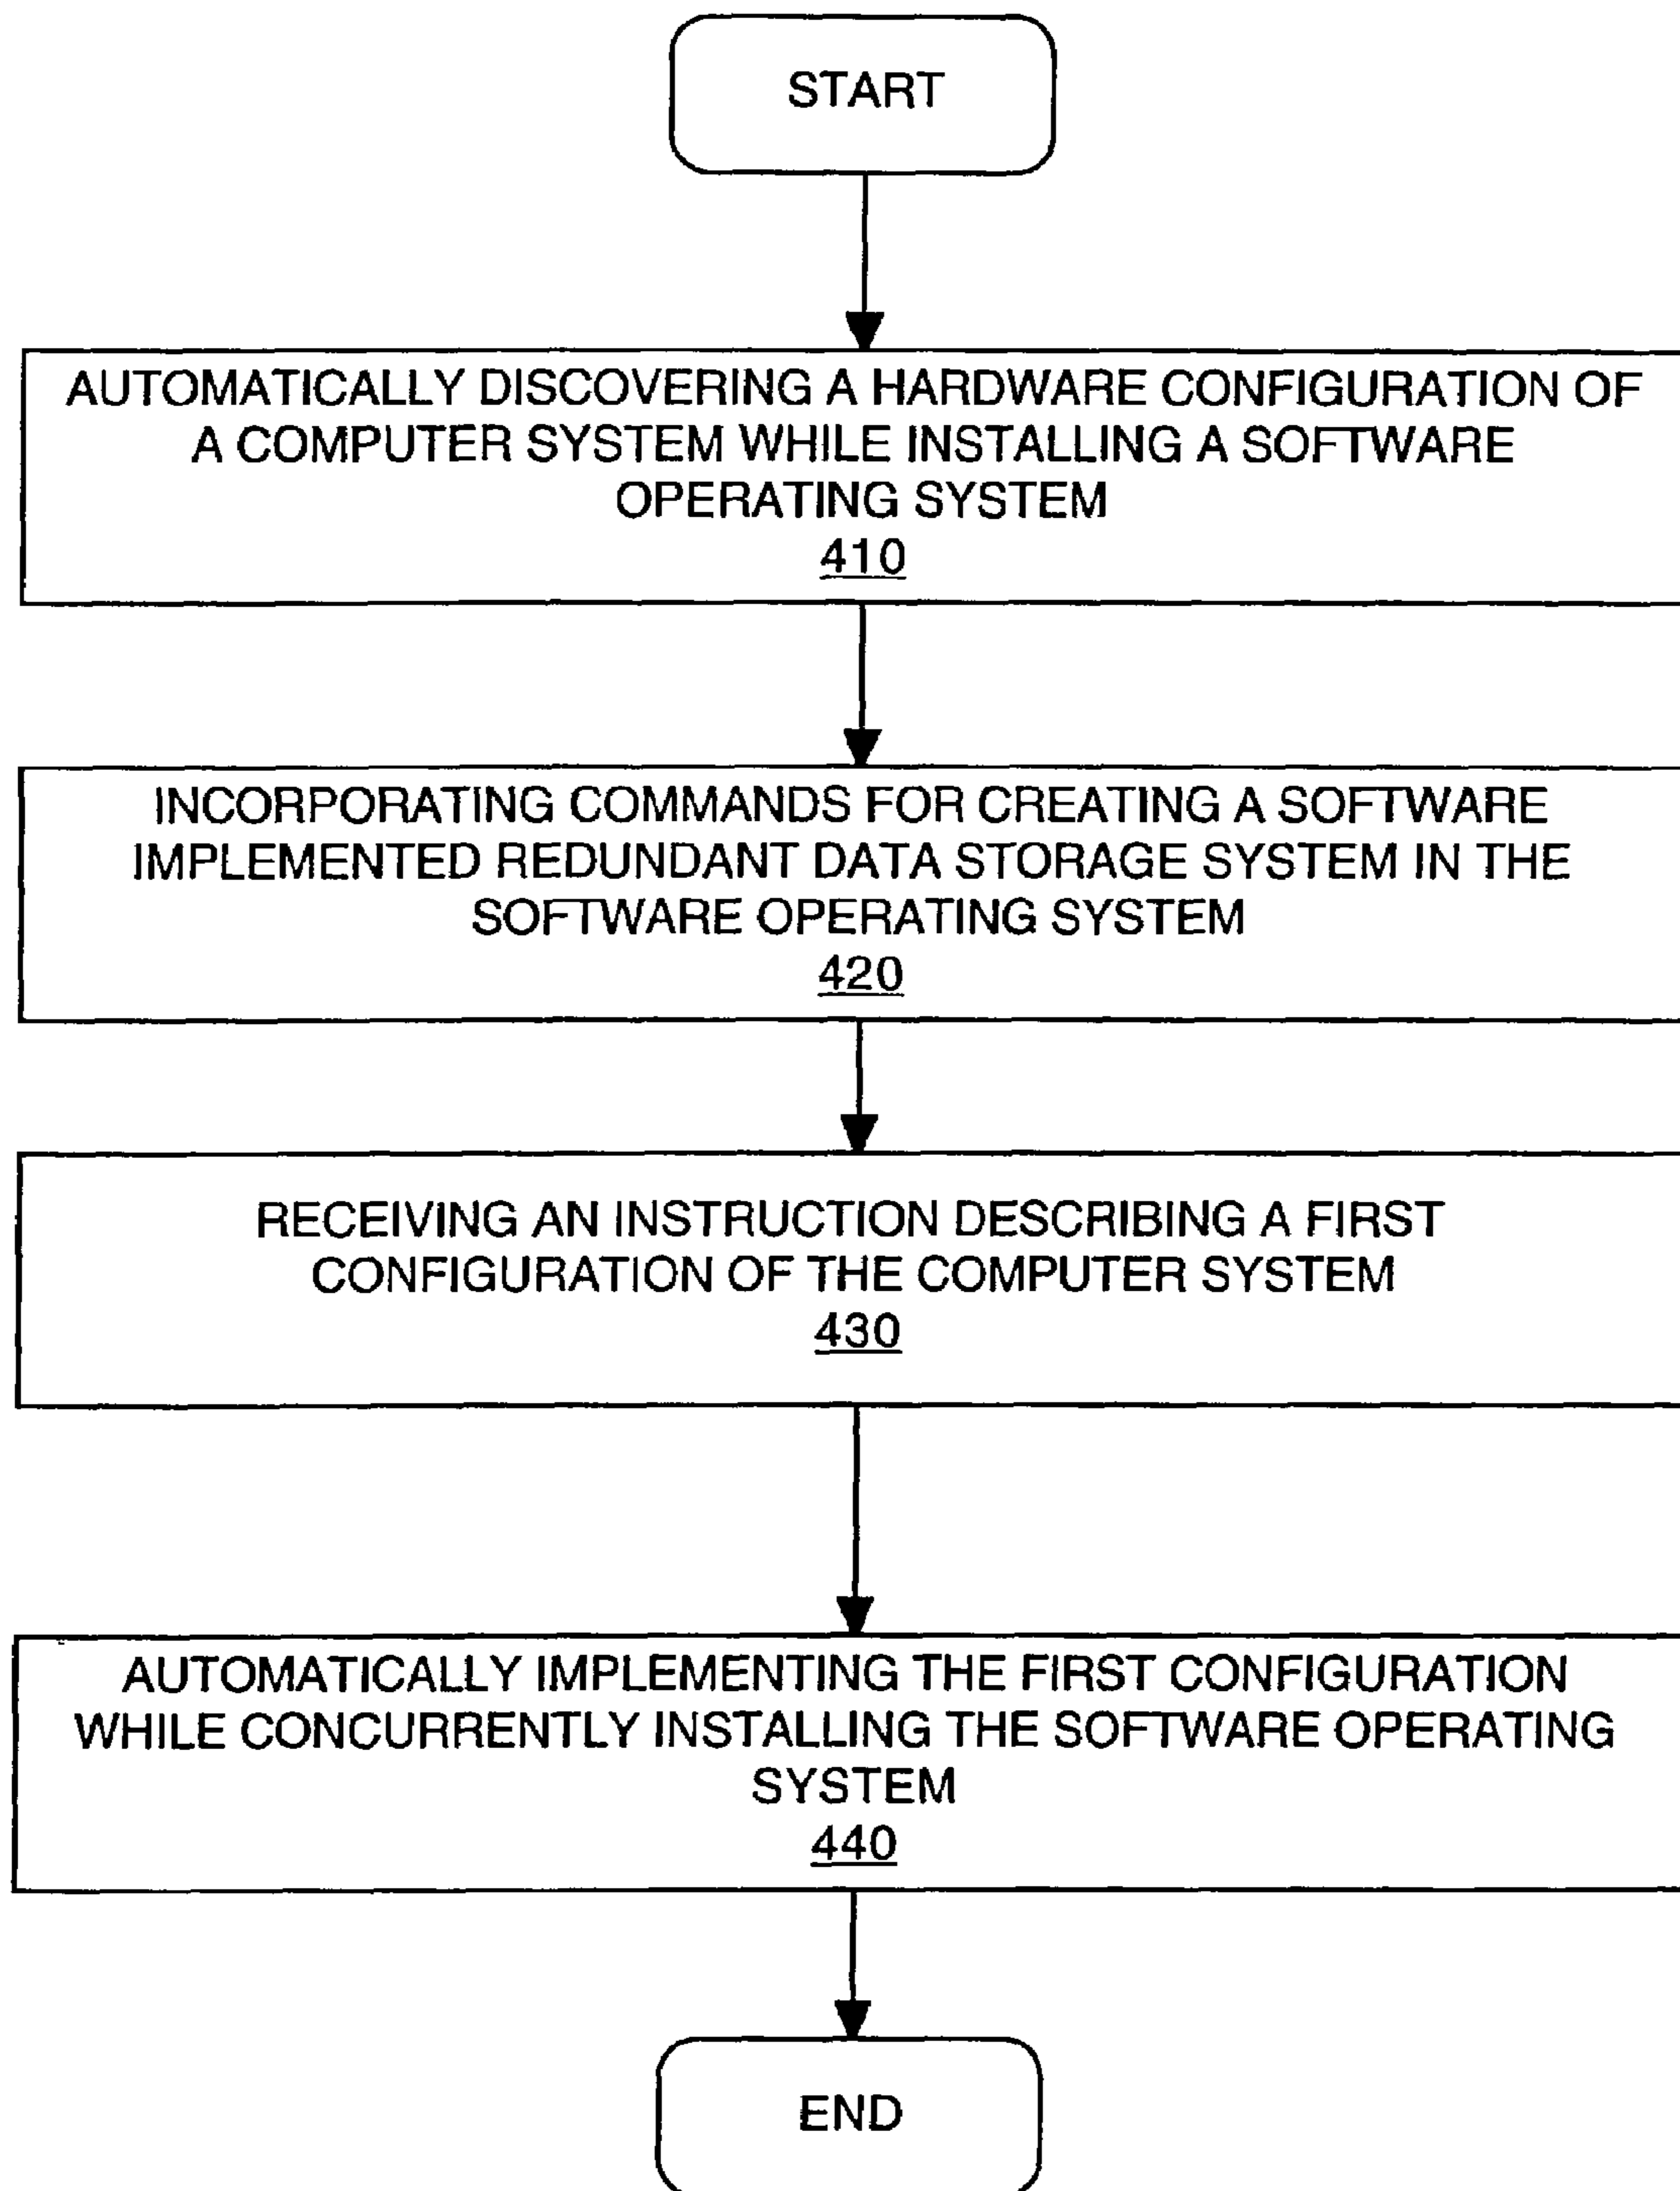 START
AUTOMATICALLY DISCOVERING A HARDWARE CONFIGURATION OF
A COMPUTER SYSTEM WHILE INSTALLING A SOFTWARE
OPERATING SYSTEM
410
INCORPORATING COMMANDS FOR CREATING A SOFTWARE
IMPLEMENTED REDUNDANT DATA STORAGE SYSTEM IN THE
SOFTWARE OPERATING SYSTEM
420
RECEIVING AN INSTRUCTION DESCRIBING A FIRST
CONFIGURATION OF THE COMPUTER SYSTEM
430
AUTOMATICALLY IMPLEMENTING THE FIRST CONFIGURATION
WHILE CONCURRENTLY INSTALLING THE SOFTWARE OPERATING
SYSTEM
440
END